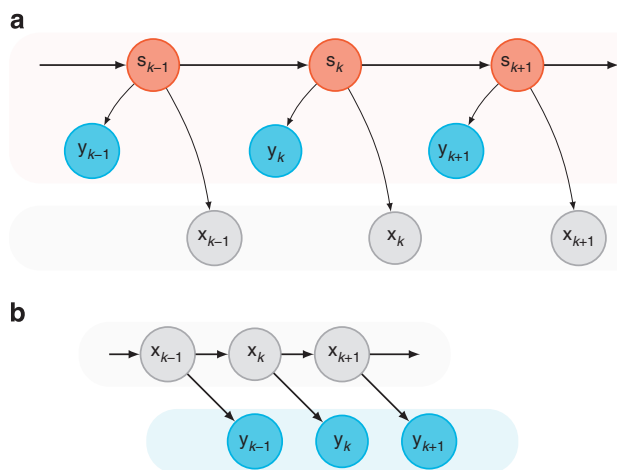 a
s_{k−1} s_k s_{k+1}
y_{k−1} y_k y_{k+1}
x_{k−1} x_k x_{k+1}
b
x_{k−1} x_k x_{k+1}
y_{k−1} y_k y_{k+1}